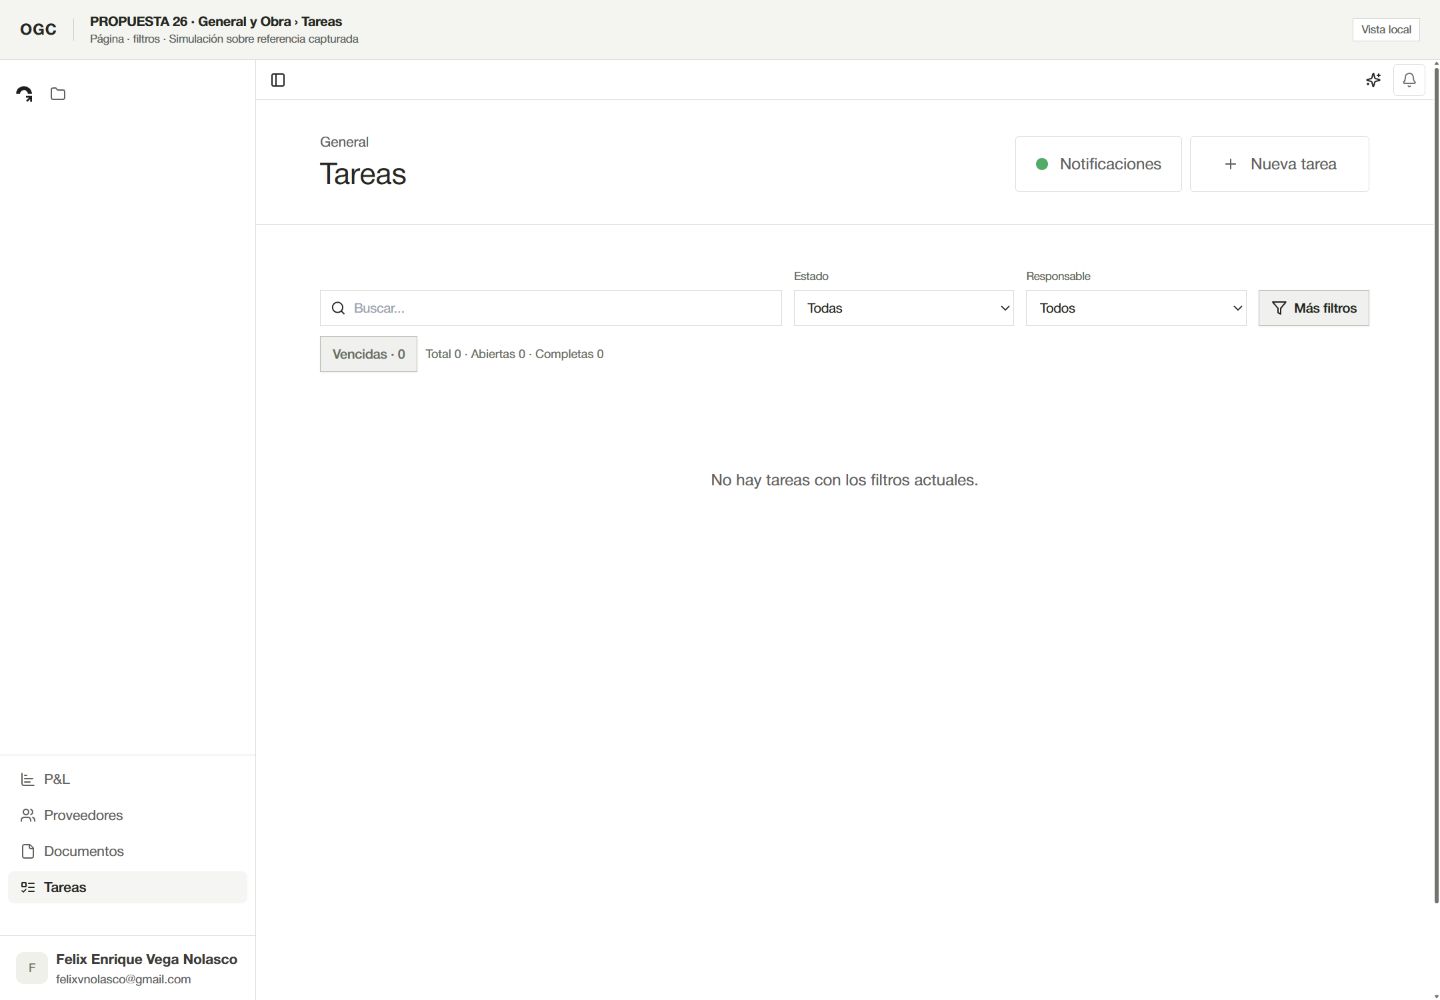 OGC
PROPUESTA 26 · General y Obra › Tareas
Página · filtros · Simulación sobre referencia capturada
Vista local
General
Tareas
Notificaciones
Nueva tarea
Estado
Responsable
Buscar...
Todas
Todos
Más filtros
Vencidas · 0
Total 0 · Abiertas 0 · Completas 0
No hay tareas con los filtros actuales.
P&L
Proveedores
Documentos
Tareas
F
Felix Enrique Vega Nolasco
felixvnolasco@gmail.com